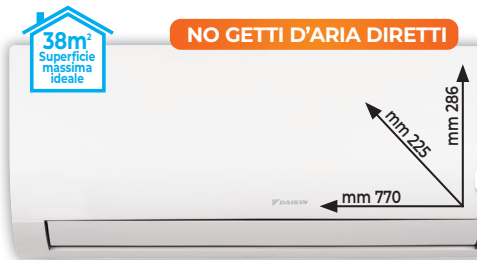 38m²
Superficie
massima
ideale
NO GETTI D'ARIA DIRETTI
mm 286
mm 225
mm 770
DAIKIN